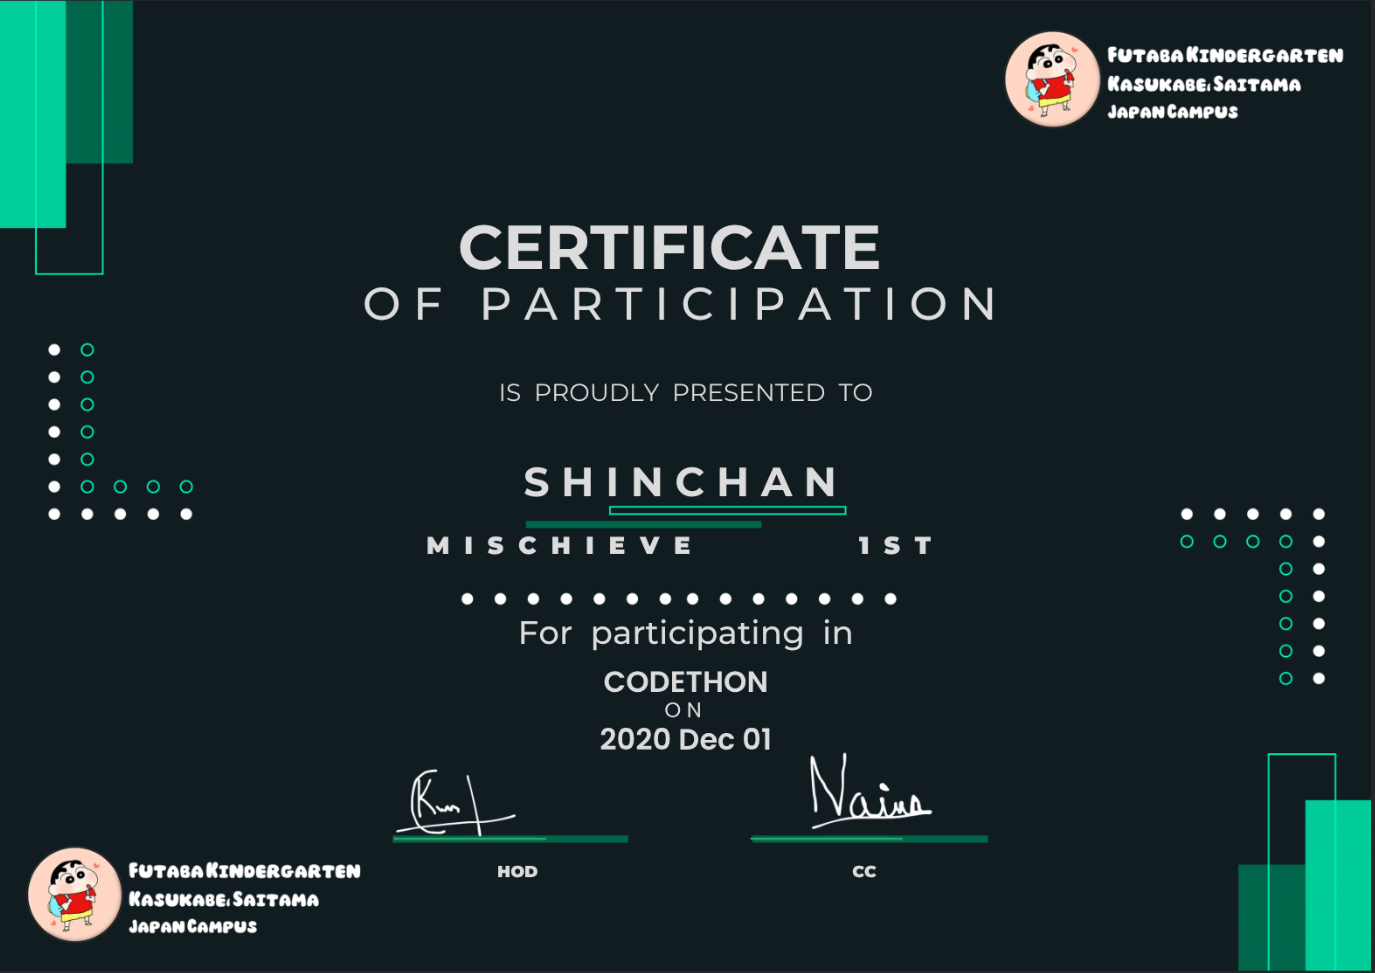 FUTABA KINDERGARTEN
KASUKABE, SAITAMA
JAPAN CAMPUS
CERTIFICATE
OF PARTICIPATION
IS PROUDLY PRESENTED TO
SHINCHAN
MISCHIEVE 1ST
For participating in
CODETHON
ON
2020 Dec 01
Naina
HOD CC
FUTABA KINDERGARTEN
KASUKABE, SAITAMA
JAPAN CAMPUS